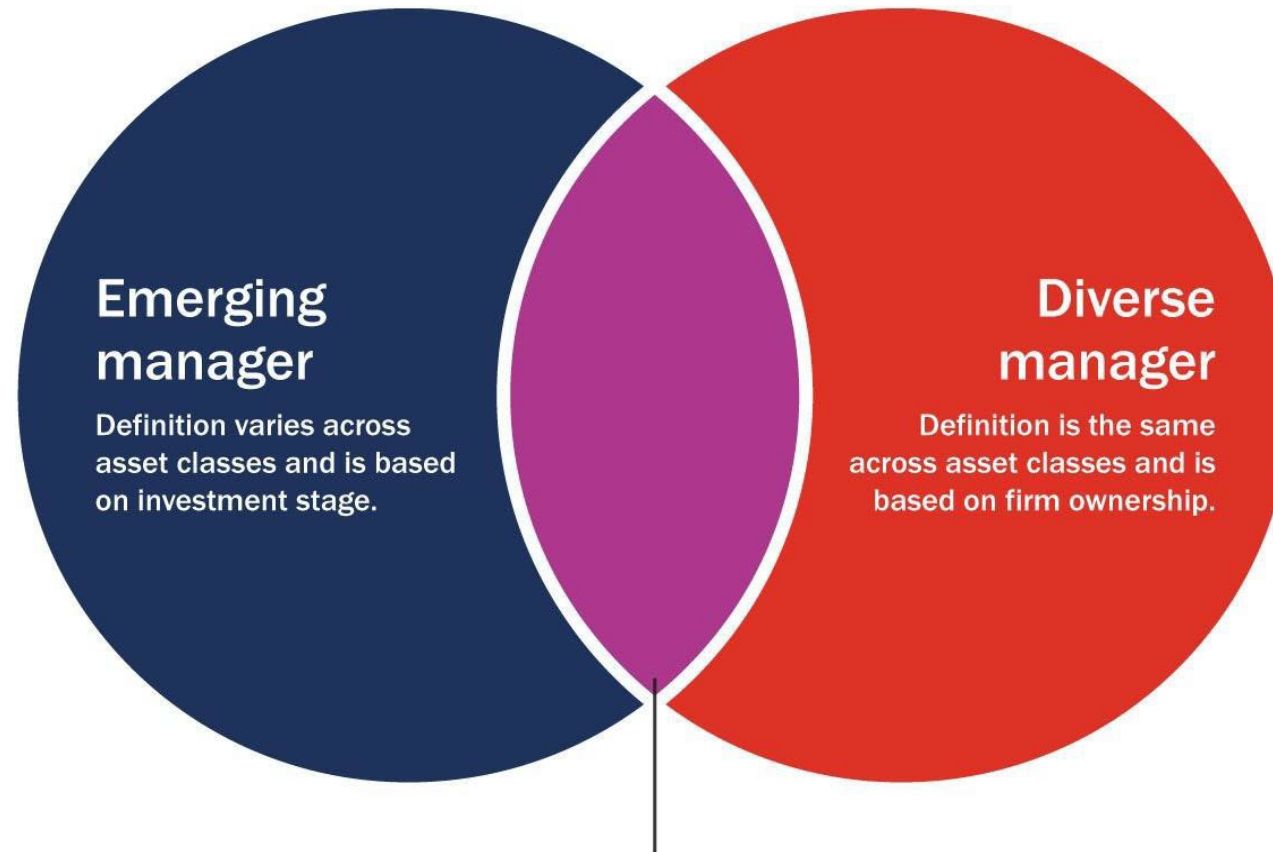 Emerging
manager
Definition varies across
asset classes and is based
on investment stage.
Diverse
manager
Definition is the same
across asset classes and is
based on firm ownership.